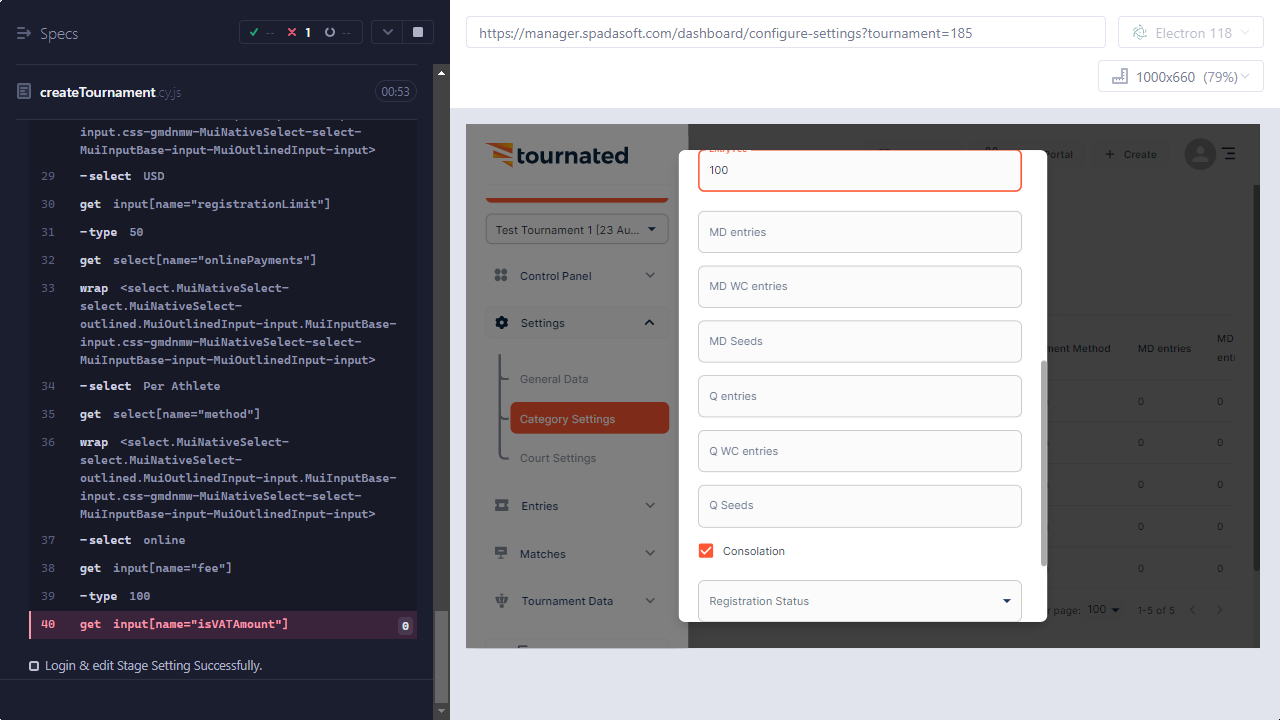 Specs
--
1
--
createTournament.cy.js
00:53
input.css-gmdnmw-MuiNativeSelect-select-
MuiInputBase-input-MuiOutlinedInput-input>
29 -select USD
30 get input[name="registrationLimit"]
31 -type 50
32 get select[name="onlinePayments"]
33 wrap <select.MuiNativeSelect-
select.MuiNativeSelect-
outlined.MuiOutlinedInput-input.MuiInputBase-
input.css-gmdnmw-MuiNativeSelect-select-
MuiInputBase-input-MuiOutlinedInput-input>
34 -select Per Athlete
35 get select[name="method"]
36 wrap <select.MuiNativeSelect-
select.MuiNativeSelect-
outlined.MuiOutlinedInput-input.MuiInputBase-
input.css-gmdnmw-MuiNativeSelect-select-
MuiInputBase-input-MuiOutlinedInput-input>
37 -select online
38 get input[name="fee"]
39 -type 100
40 get input[name="isVATAmount"] 0
Login & edit Stage Setting Successfully.
https://manager.spadasoft.com/dashboard/configure-settings?tournament=185
Electron 118
1000x660 (79%)
tournated
Test Tournament 1 [23 Au...
Control Panel
Settings
General Data
Category Settings
Court Settings
Entries
Matches
Tournament Data
Entry Fee
100
MD entries
MD WC entries
MD Seeds
Q entries
Q WC entries
Q Seeds
Consolation
Registration Status
ortal
+ Create
ment Method
MD entries
MD
enti
0 0
0 0
0 0
0 0
0 0
r page: 100
1-5 of 5